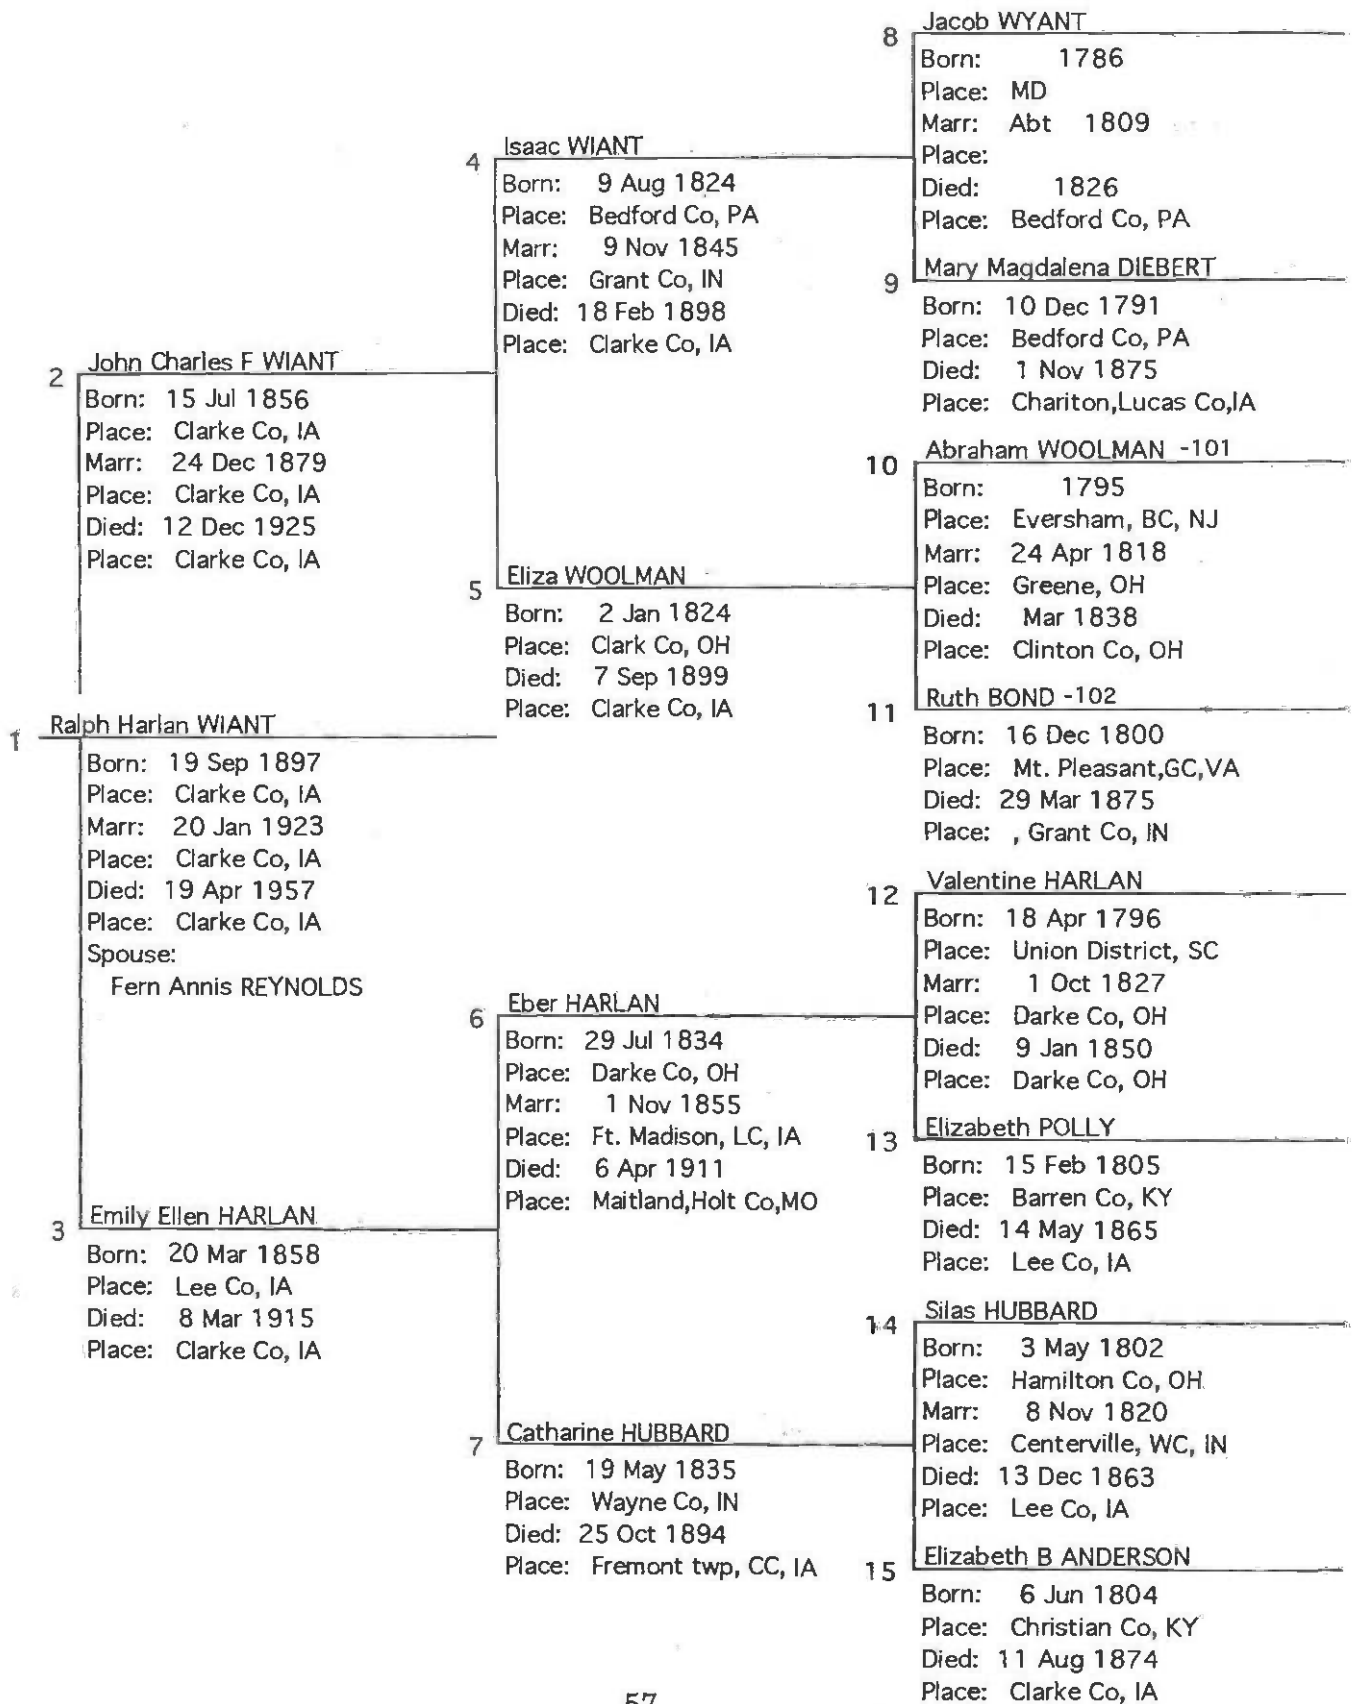 8 Jacob WYANT
Born: 1786
Place: MD
Marr: Abt 1809
Place:
Died: 1826
Place: Bedford Co, PA
4 Isaac WIANT
Born: 9 Aug 1824
Place: Bedford Co, PA
Marr: 9 Nov 1845
Place: Grant Co, IN
Died: 18 Feb 1898
Place: Clarke Co, IA
9 Mary Magdalena DIEBERT
Born: 10 Dec 1791
Place: Bedford Co, PA
Died: 1 Nov 1875
Place: Chariton,Lucas Co,IA
2 John Charles F WIANT
Born: 15 Jul 1856
Place: Clarke Co, IA
Marr: 24 Dec 1879
Place: Clarke Co, IA
Died: 12 Dec 1925
Place: Clarke Co, IA
10 Abraham WOOLMAN -101
Born: 1795
Place: Eversham, BC, NJ
Marr: 24 Apr 1818
Place: Greene, OH
Died: Mar 1838
Place: Clinton Co, OH
5 Eliza WOOLMAN
Born: 2 Jan 1824
Place: Clark Co, OH
Died: 7 Sep 1899
Place: Clarke Co, IA
11 Ruth BOND -102
Born: 16 Dec 1800
Place: Mt. Pleasant,GC,VA
Died: 29 Mar 1875
Place: , Grant Co, IN
1 Ralph Harlan WIANT
Born: 19 Sep 1897
Place: Clarke Co, IA
Marr: 20 Jan 1923
Place: Clarke Co, IA
Died: 19 Apr 1957
Place: Clarke Co, IA
Spouse:
Fern Annis REYNOLDS
12 Valentine HARLAN
Born: 18 Apr 1796
Place: Union District, SC
Marr: 1 Oct 1827
Place: Darke Co, OH
Died: 9 Jan 1850
Place: Darke Co, OH
6 Eber HARLAN
Born: 29 Jul 1834
Place: Darke Co, OH
Marr: 1 Nov 1855
Place: Ft. Madison, LC, IA
Died: 6 Apr 1911
Place: Maitland,Holt Co,MO
13 Elizabeth POLLY
Born: 15 Feb 1805
Place: Barren Co, KY
Died: 14 May 1865
Place: Lee Co, IA
3 Emily Ellen HARLAN
Born: 20 Mar 1858
Place: Lee Co, IA
Died: 8 Mar 1915
Place: Clarke Co, IA
14 Silas HUBBARD
Born: 3 May 1802
Place: Hamilton Co, OH
Marr: 8 Nov 1820
Place: Centerville, WC, IN
Died: 13 Dec 1863
Place: Lee Co, IA
7 Catharine HUBBARD
Born: 19 May 1835
Place: Wayne Co, IN
Died: 25 Oct 1894
Place: Fremont twp, CC, IA
15 Elizabeth B ANDERSON
Born: 6 Jun 1804
Place: Christian Co, KY
Died: 11 Aug 1874
Place: Clarke Co, IA
57